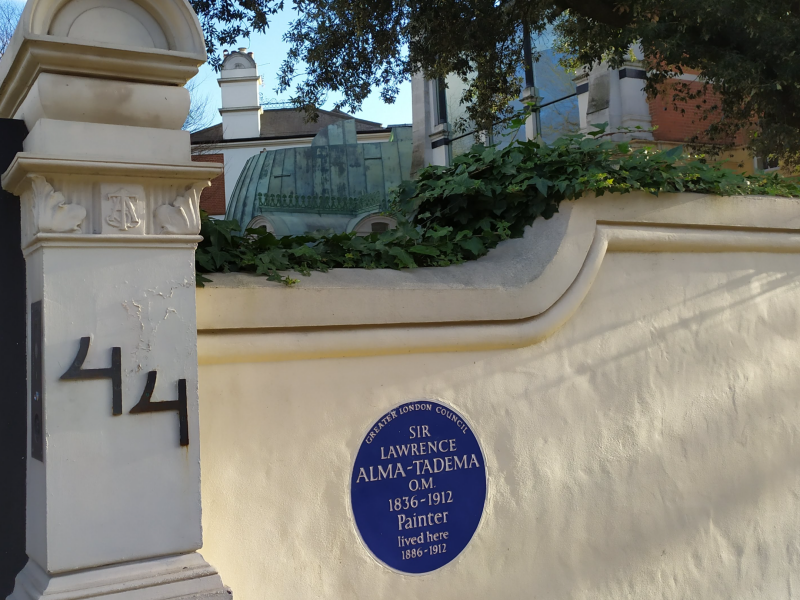 44
GREATER LONDON COUNCIL
SIR
LAWRENCE
ALMA-TADEMA
O.M.
1836-1912
Painter
lived here
1886-1912